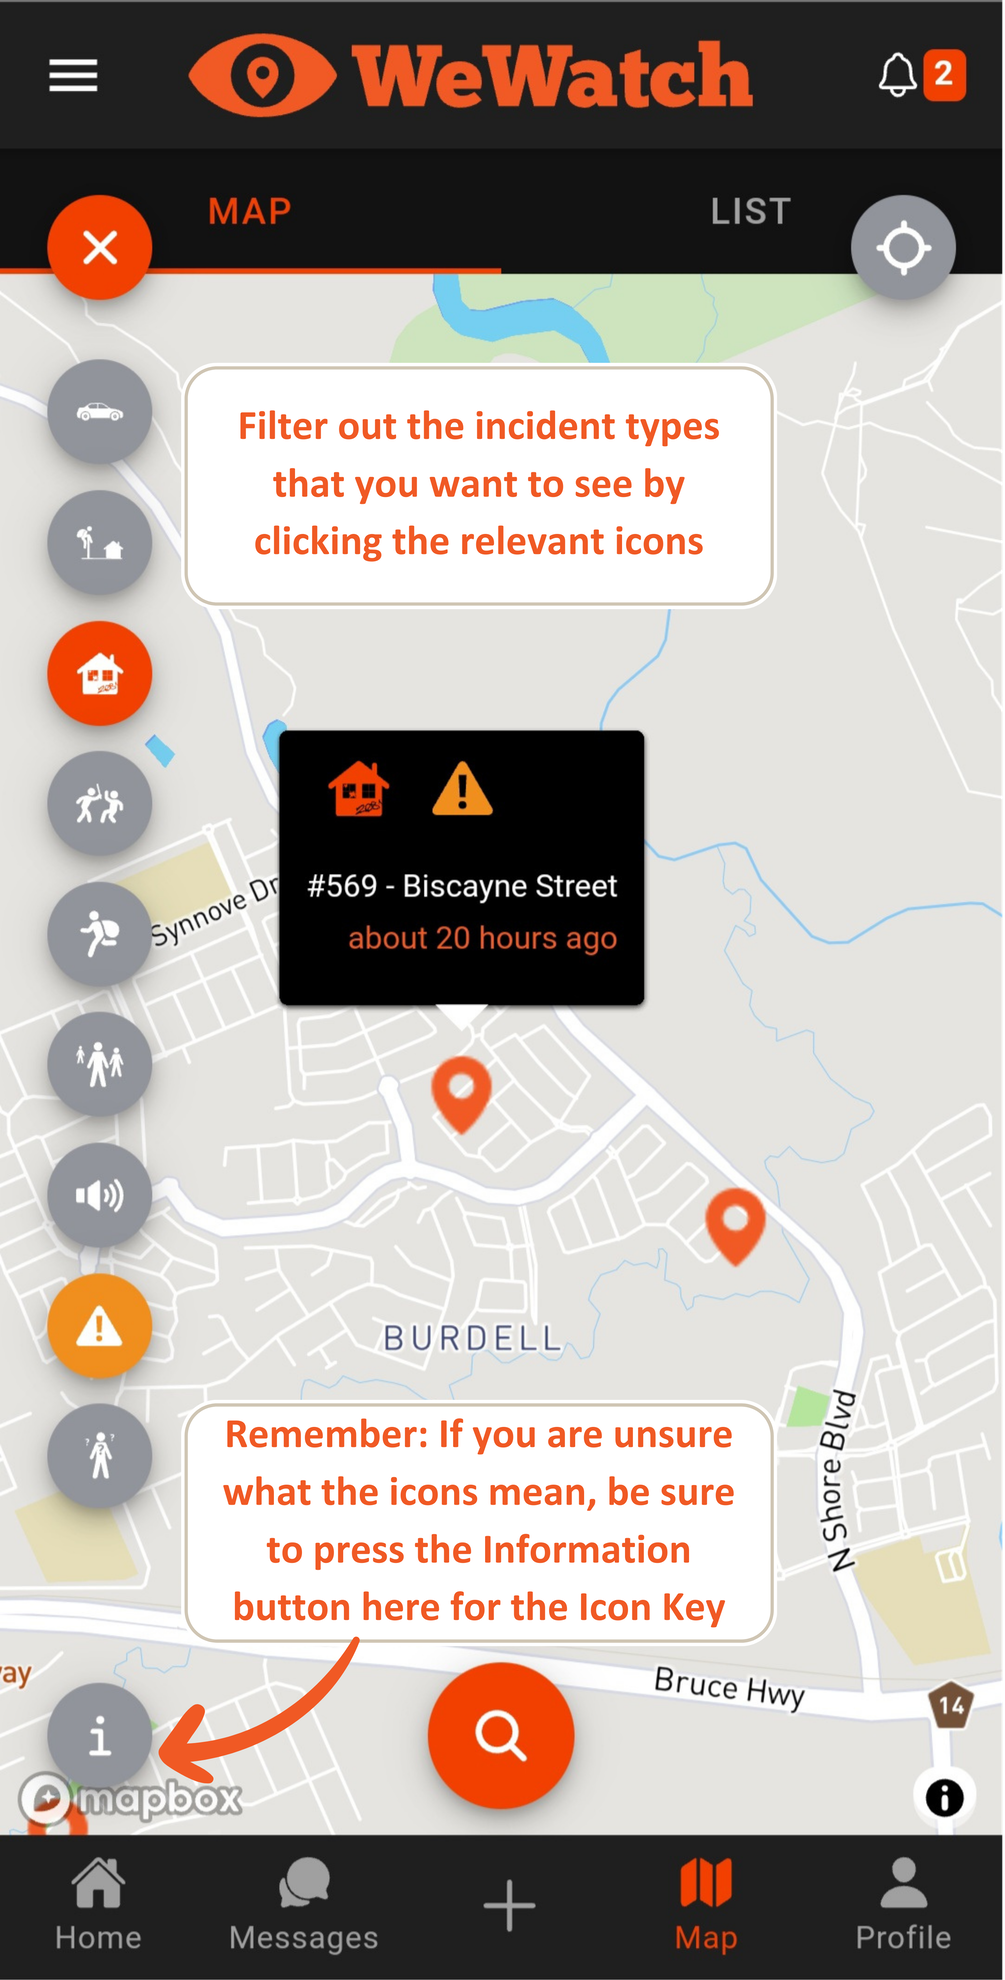 WeWatch
2
MAP
LIST
Filter out the incident types
that you want to see by
clicking the relevant icons
#569 - Biscayne Street
about 20 hours ago
Synnove Dr
BURDELL
N Shore Blvd
Remember: If you are unsure
what the icons mean, be sure
to press the Information
button here for the Icon Key
ay
Bruce Hwy
14
i
mapbox
i
Home
Messages
Map
Profile